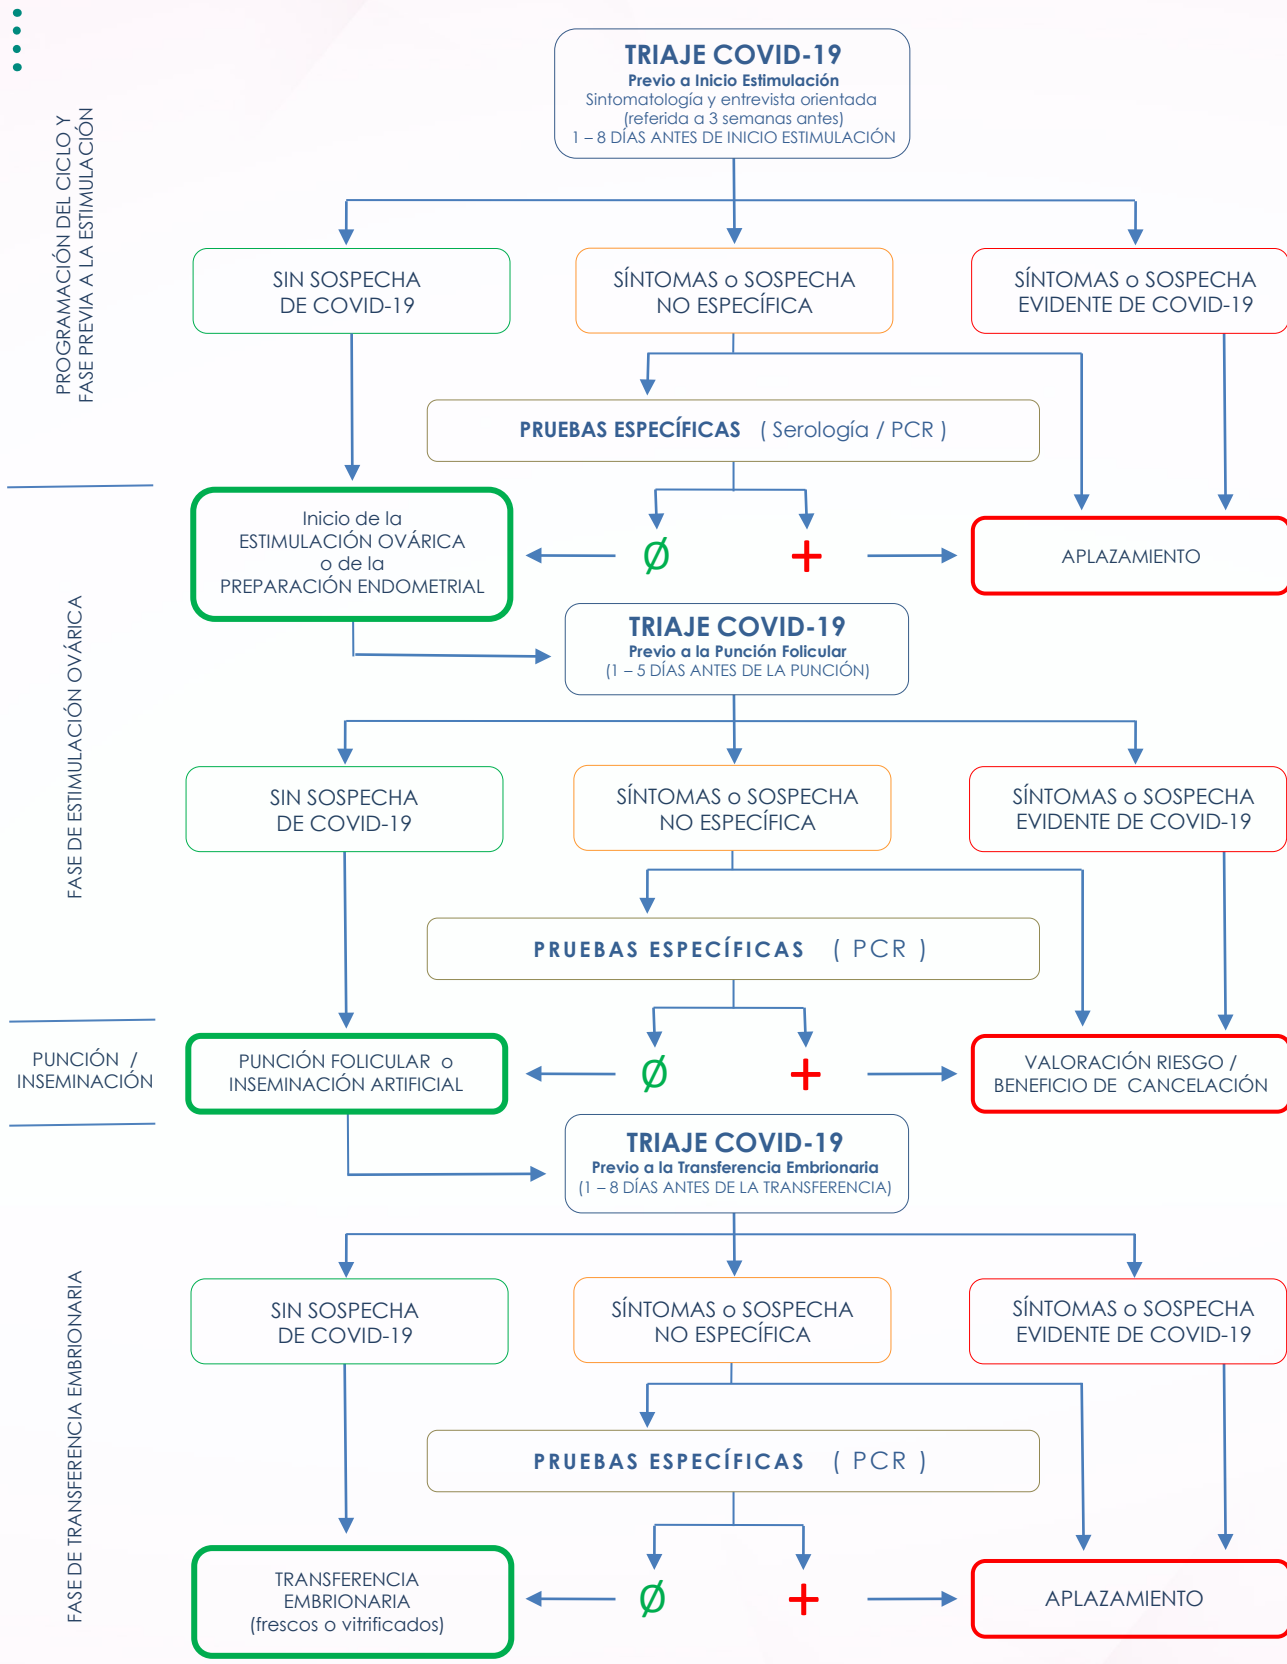 TRIAJE COVID-19
Previo a Inicio Estimulación
Sintomatología y entrevista orientada
(referida a 3 semanas antes)
1 – 8 DÍAS ANTES DE INICIO ESTIMULACIÓN
PROGRAMACIÓN DEL CICLO Y
FASE PREVIA A LA ESTIMULACIÓN
SIN SOSPECHA
DE COVID-19
SÍNTOMAS o SOSPECHA
NO ESPECÍFICA
SÍNTOMAS o SOSPECHA
EVIDENTE DE COVID-19
PRUEBAS ESPECÍFICAS ( Serología / PCR )
Inicio de la
ESTIMULACIÓN OVÁRICA
o de la
PREPARACIÓN ENDOMETRIAL
Ø
+
APLAZAMIENTO
FASE DE ESTIMULACIÓN OVÁRICA
TRIAJE COVID-19
Previo a la Punción Folicular
(1 – 5 DÍAS ANTES DE LA PUNCIÓN)
SIN SOSPECHA
DE COVID-19
SÍNTOMAS o SOSPECHA
NO ESPECÍFICA
SÍNTOMAS o SOSPECHA
EVIDENTE DE COVID-19
PRUEBAS ESPECÍFICAS ( PCR )
PUNCIÓN /
INSEMINACIÓN
PUNCIÓN FOLICULAR o
INSEMINACIÓN ARTIFICIAL
Ø
+
VALORACIÓN RIESGO /
BENEFICIO DE CANCELACIÓN
TRIAJE COVID-19
Previo a la Transferencia Embrionaria
(1 – 8 DÍAS ANTES DE LA TRANSFERENCIA)
FASE DE TRANSFERENCIA EMBRIONARIA
SIN SOSPECHA
DE COVID-19
SÍNTOMAS o SOSPECHA
NO ESPECÍFICA
SÍNTOMAS o SOSPECHA
EVIDENTE DE COVID-19
PRUEBAS ESPECÍFICAS ( PCR )
TRANSFERENCIA
EMBRIONARIA
(frescos o vitrificados)
Ø
+
APLAZAMIENTO